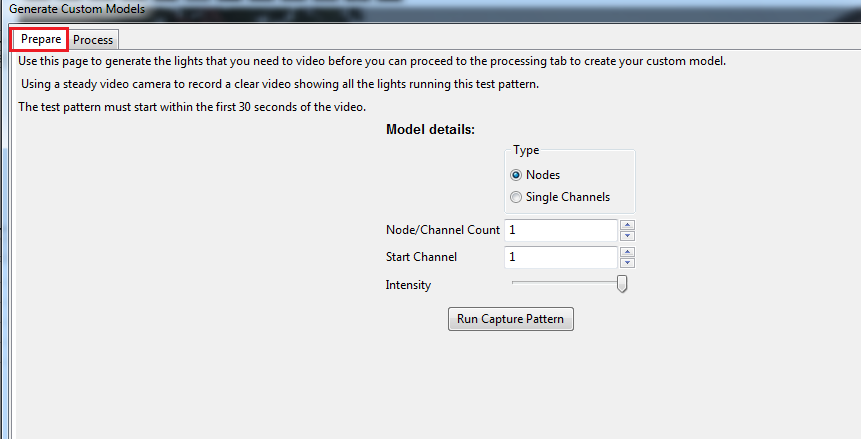 Generate Custom Models
Prepare Process
Use this page to generate the lights that you need to video before you can proceed to the processing tab to create your custom model.
Using a steady video camera to record a clear video showing all the lights running this test pattern.
The test pattern must start within the first 30 seconds of the video.
Model details:
Type
Nodes
Single Channels
Node/Channel Count 1
Start Channel 1
Intensity
Run Capture Pattern